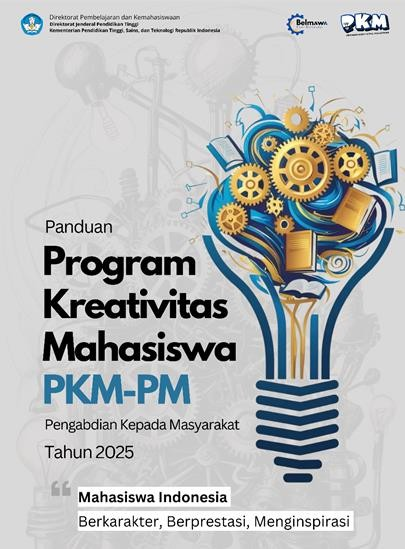 Direktorat Pembelajaran dan Kemahasiswaan
Direktorat Jenderal Pendidikan Tinggi
Kementerian Pendidikan Tinggi, Sains, dan Teknologi Republik Indonesia
Belmawa
PKM
Panduan
Program
Kreativitas
Mahasiswa
PKM-PM
Pengabdian Kepada Masyarakat
Tahun 2025
“
Mahasiswa Indonesia
Berkarakter, Berprestasi, Menginspirasi